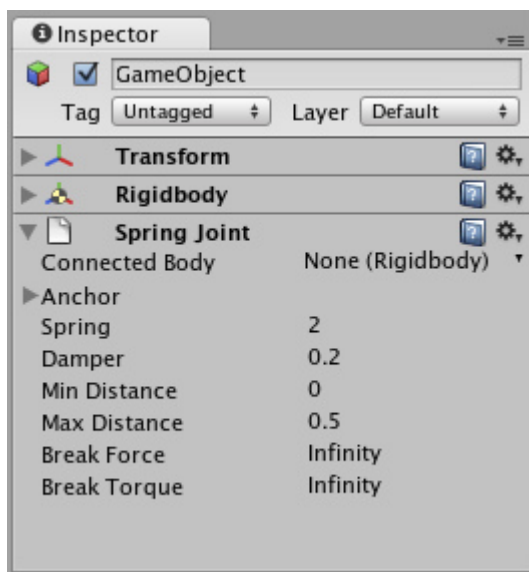 Inspector
GameObject
Tag Untagged Layer Default
Transform
Rigidbody
Spring Joint
Connected Body None (Rigidbody)
Anchor
Spring 2
Damper 0.2
Min Distance 0
Max Distance 0.5
Break Force Infinity
Break Torque Infinity